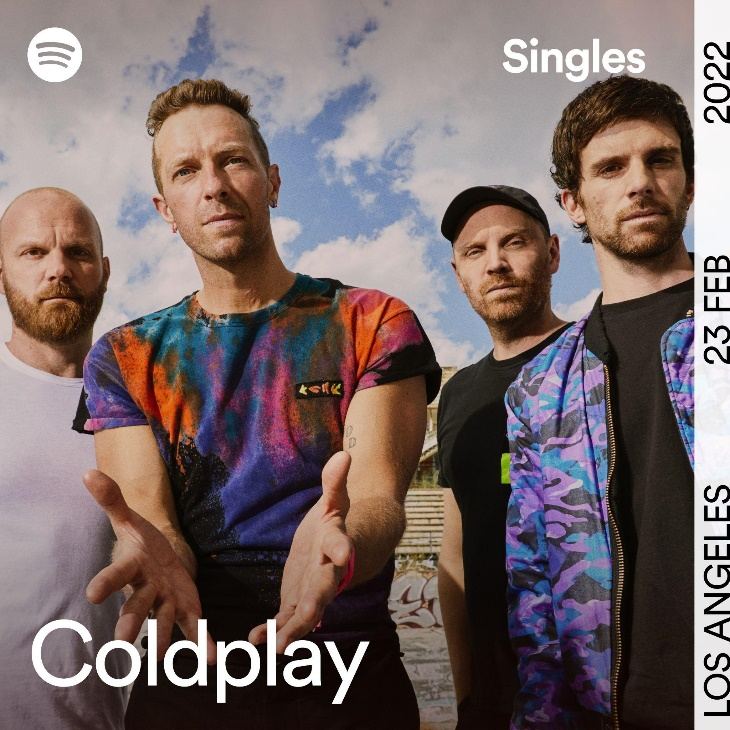 Singles
Coldplay
2022
23 FEB
LOS ANGELES